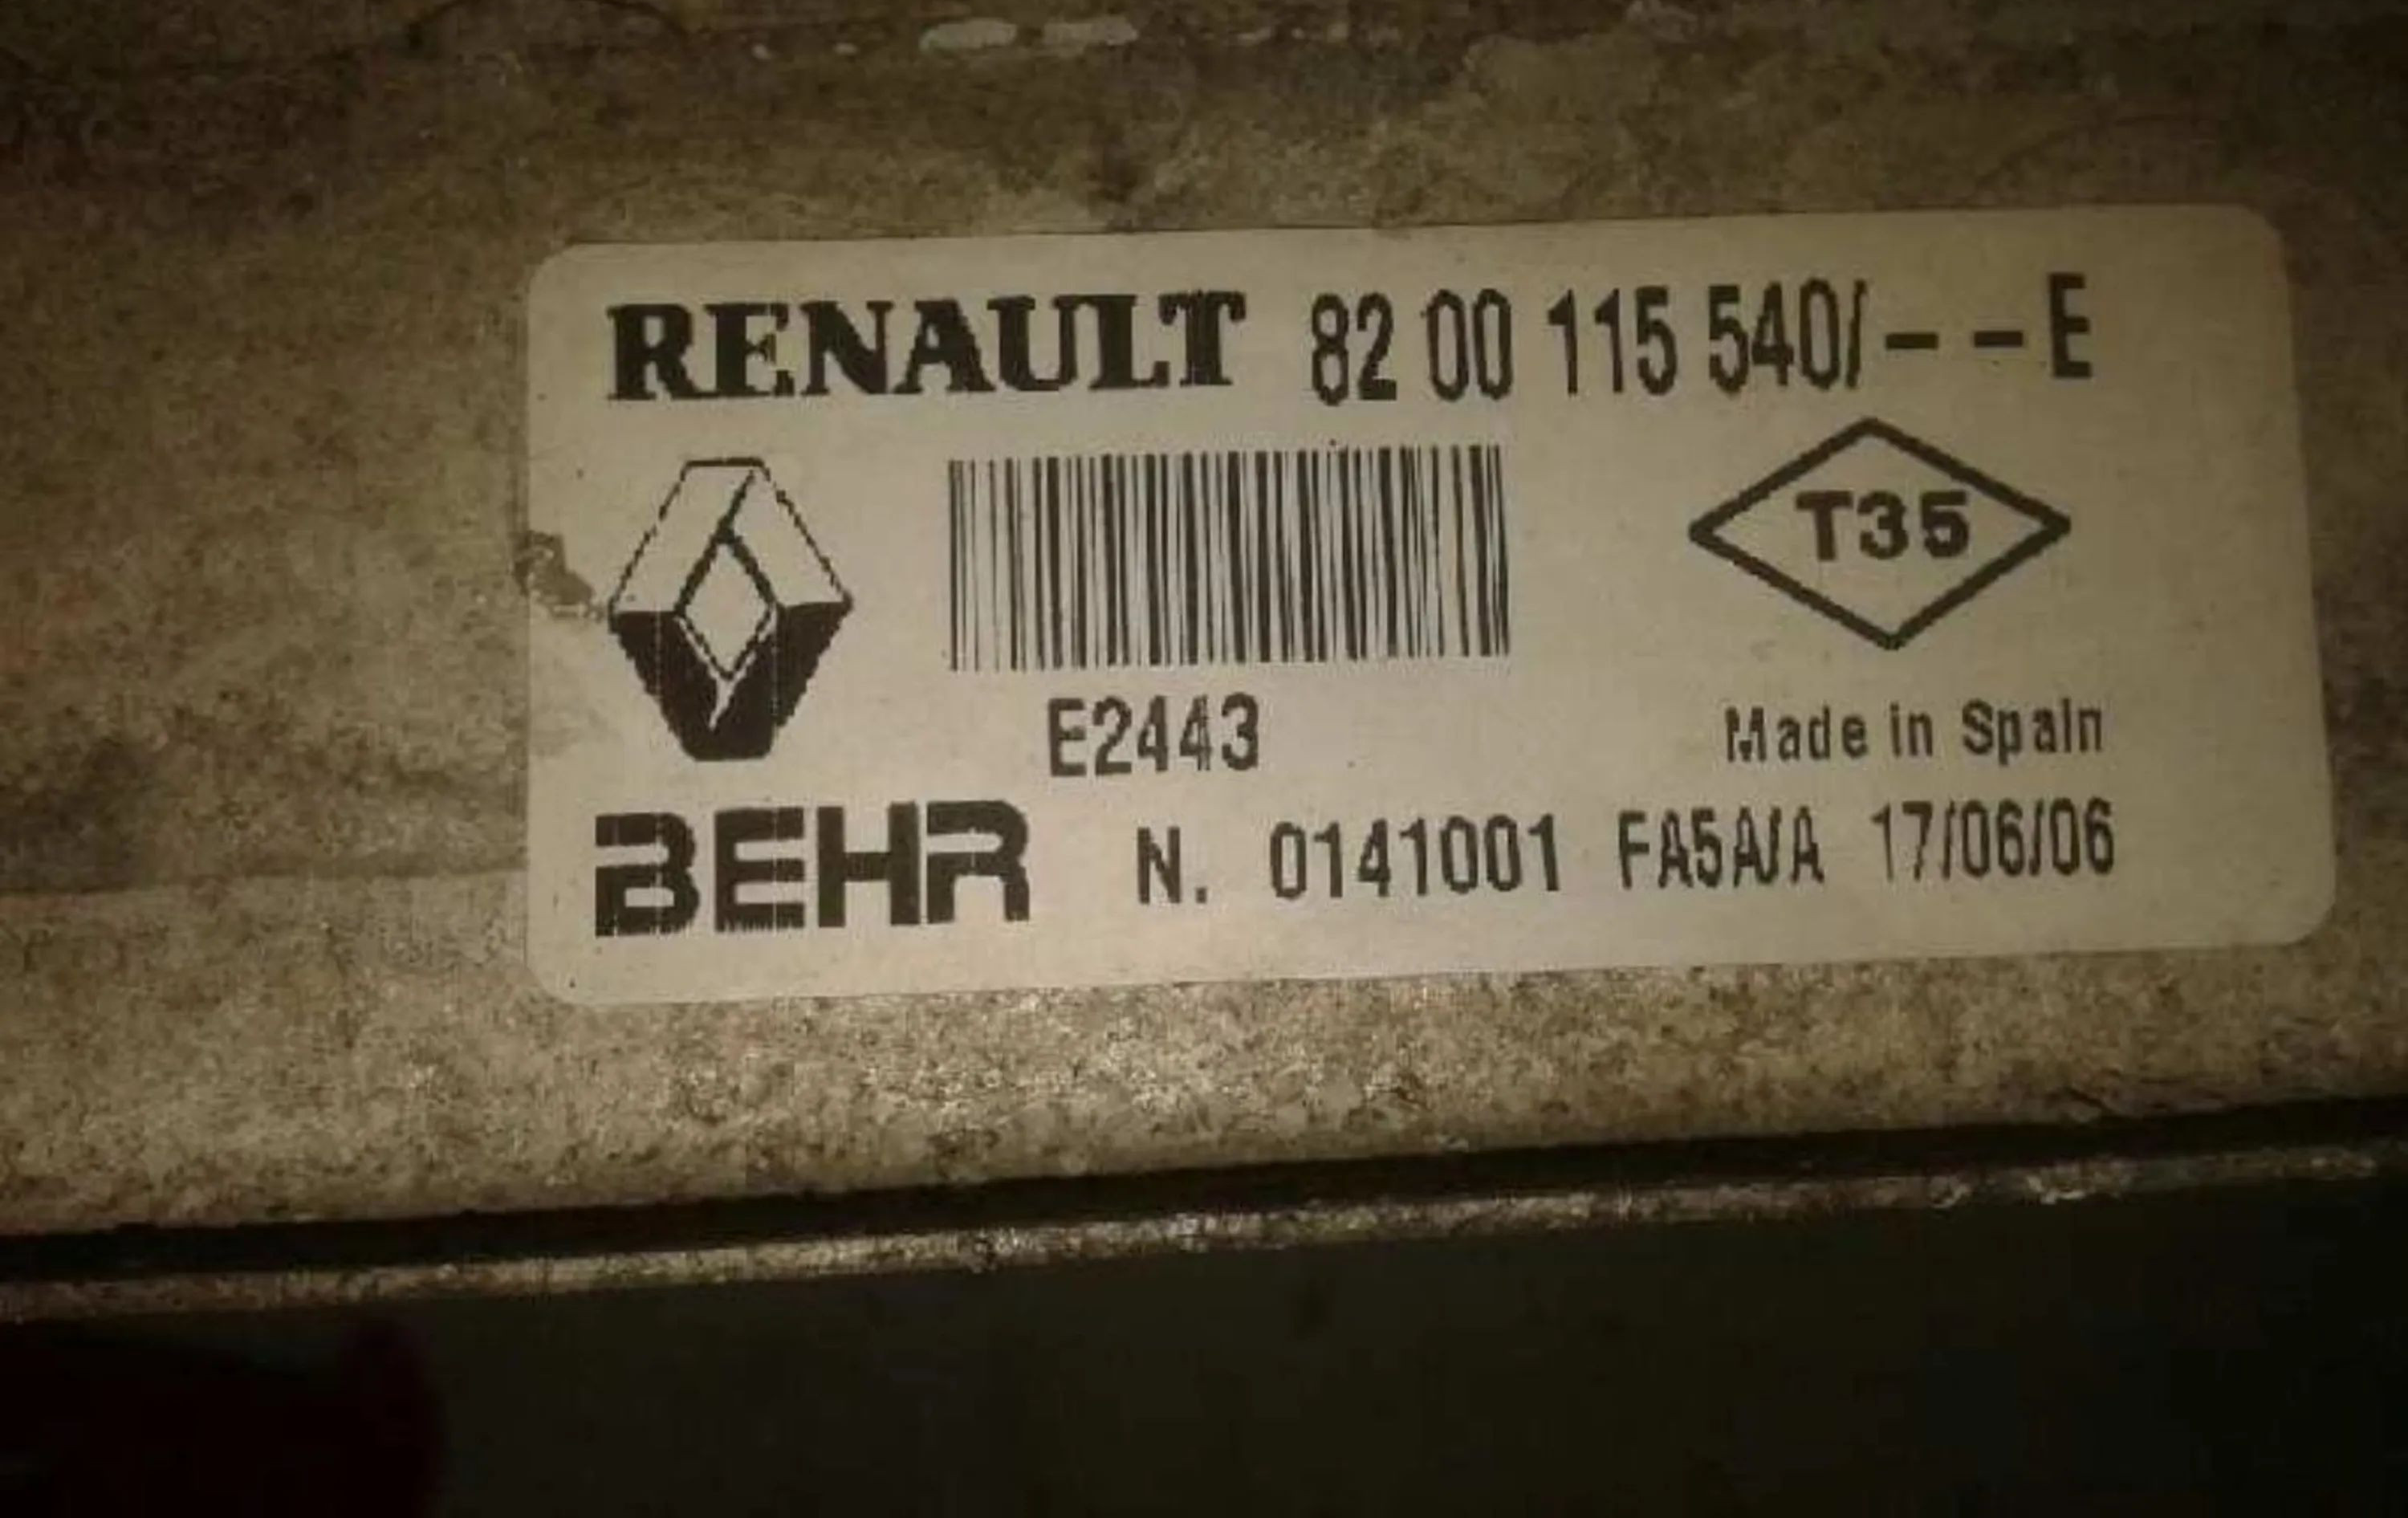 RENAULT 82 00 115 540/--E
T35
E2443
Made in Spain
BEHR N. 0141001 FA5A/A 17/06/06